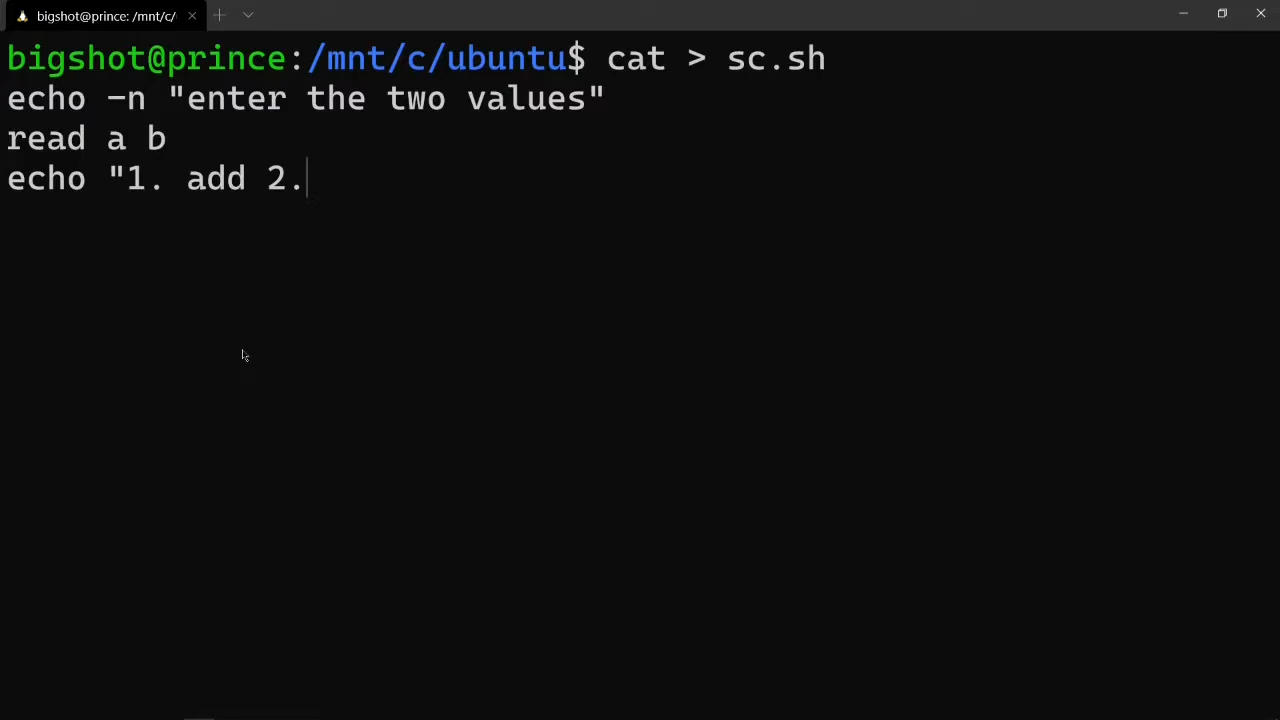 bigshot@prince: /mnt/c/
bigshot@prince:/mnt/c/ubuntu$ cat > sc.sh
echo -n "enter the two values"
read a b
echo "1. add 2.